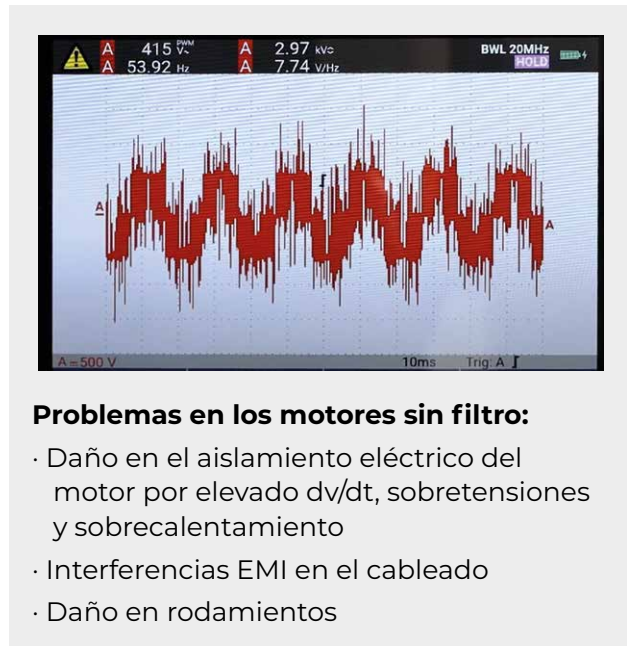 A 415 V~ PWM A 2.97 kV BWL 20MHz
A 53.92 Hz A 7.74 V/Hz HOLD
A
A
A = 500 V 10ms Trig: A
Problemas en los motores sin filtro:
· Daño en el aislamiento eléctrico del
motor por elevado dv/dt, sobretensiones
y sobrecalentamiento
· Interferencias EMI en el cableado
· Daño en rodamientos